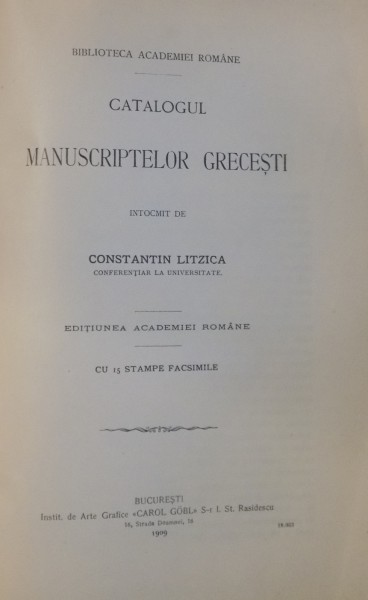 BIBLIOTECA ACADEMIEI ROMÂNE
CATALOGUL
MANUSCRIPTELOR GRECEȘTI
INTOCMIT DE
CONSTANTIN LITZICA
CONFERENȚIAR LA UNIVERSITATE.
EDIȚIUNEA ACADEMIEI ROMÂNE
CU 15 STAMPE FACSIMILE
BUCUREȘTI
Instit. de Arte Grafice «CAROL GÖBL» S-r I. St. Rasidescu
16, Strada Doamnei, 16
1909